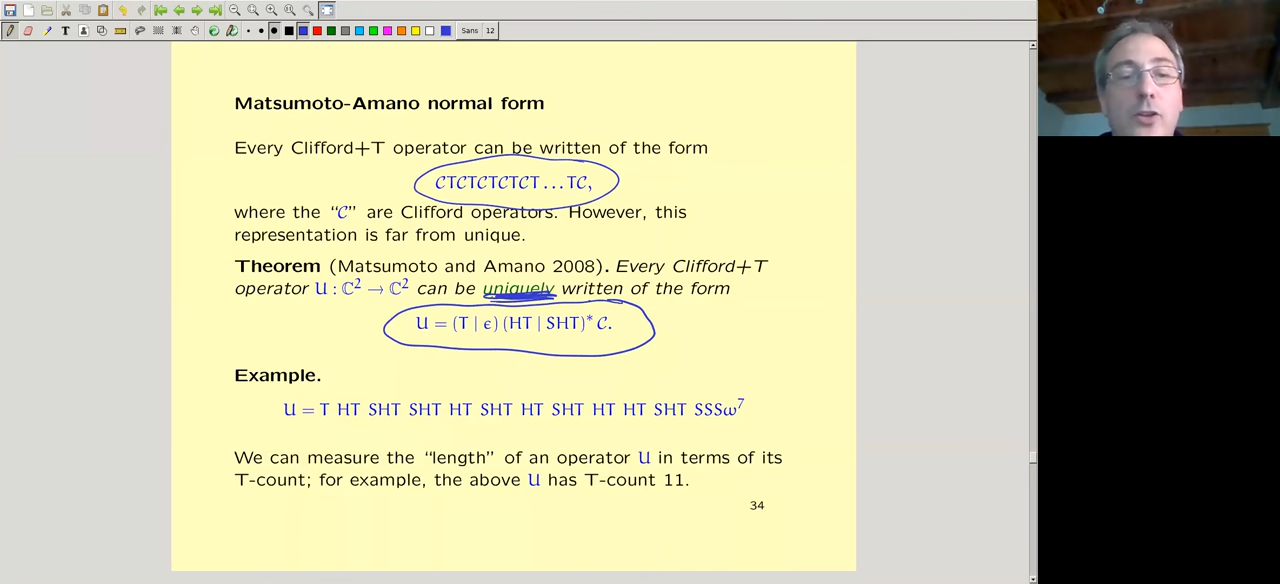 Sans 12
Matsumoto-Amano normal form
Every Clifford+T operator can be written of the form
𝒞T𝒞T𝒞T𝒞T𝒞T...T𝒞,
where the “𝒞” are Clifford operators. However, this
representation is far from unique.
Theorem (Matsumoto and Amano 2008). Every Clifford+T
operator U : ℂ² → ℂ² can be uniquely written of the form
U = (T | ϵ) (HT | SHT)* 𝒞.
Example.
U = T HT SHT SHT HT SHT HT SHT HT HT SHT SSSω⁷
We can measure the “length” of an operator U in terms of its
T-count; for example, the above U has T-count 11.
34